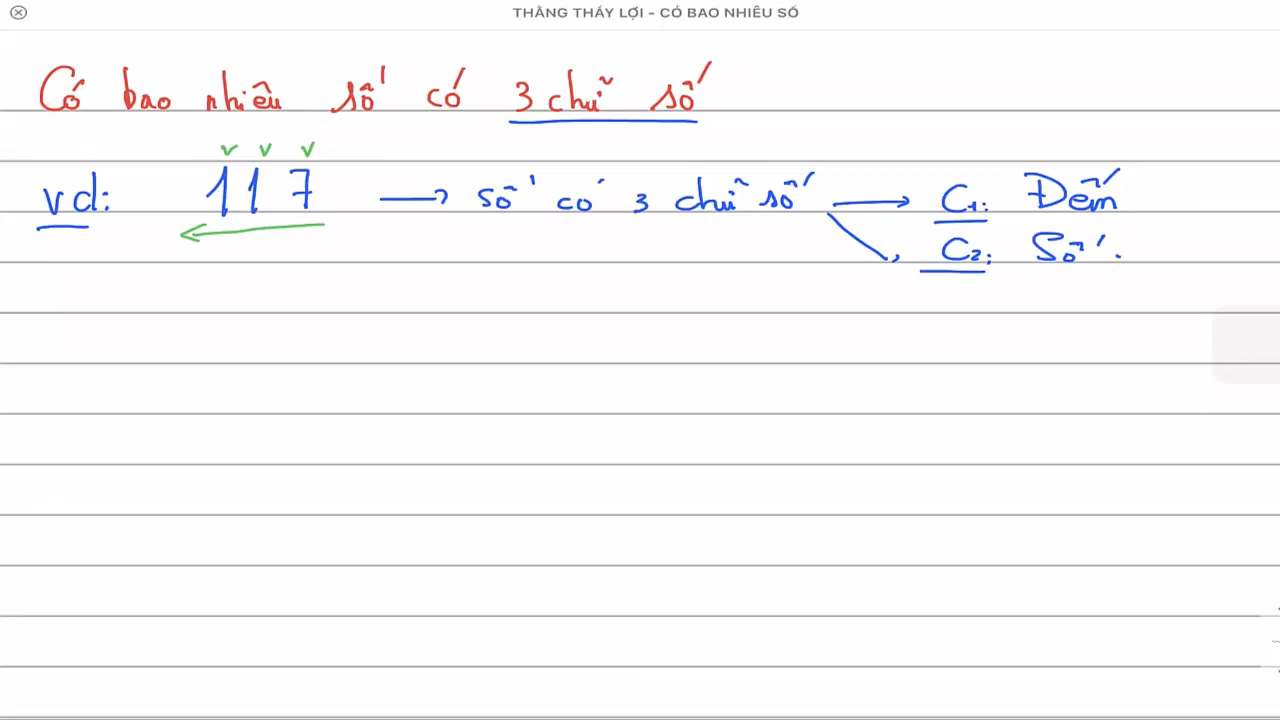 THẰNG THẦY LỢI - CÓ BAO NHIÊU SỐ
Có bao nhiêu số có 3 chữ số
vd: 117 → số có 3 chữ số → C1: Đếm
C2: Số.